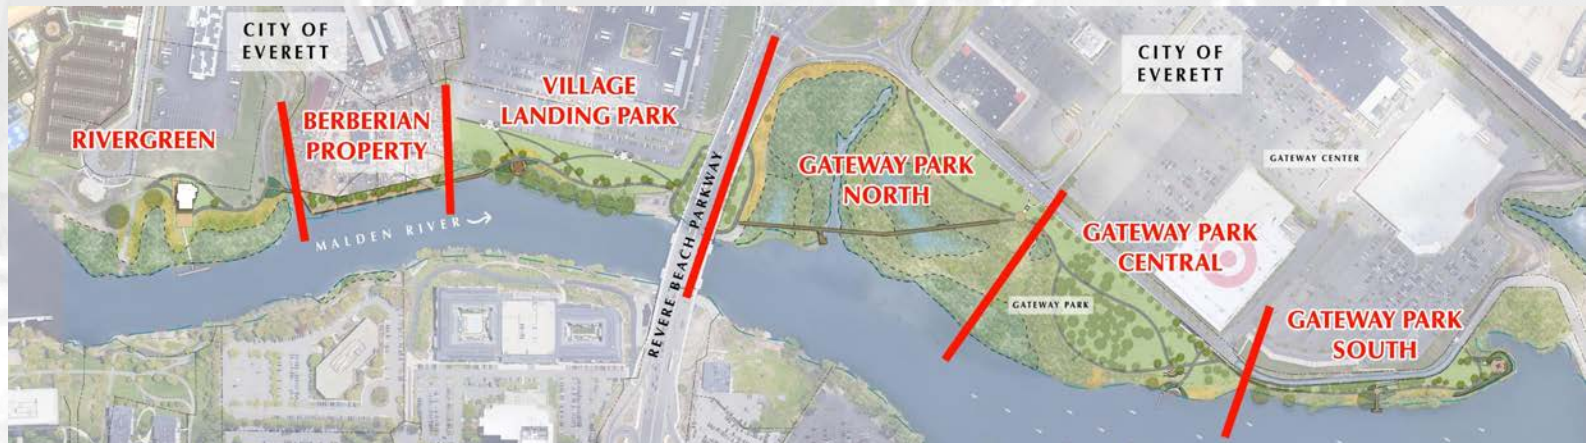 CITY OF
EVERETT
RIVERGREEN
BERBERIAN
PROPERTY
VILLAGE
LANDING PARK
MALDEN RIVER
REVERE BEACH PARKWAY
GATEWAY PARK
NORTH
CITY OF
EVERETT
GATEWAY CENTER
GATEWAY PARK
CENTRAL
GATEWAY PARK
GATEWAY PARK
SOUTH